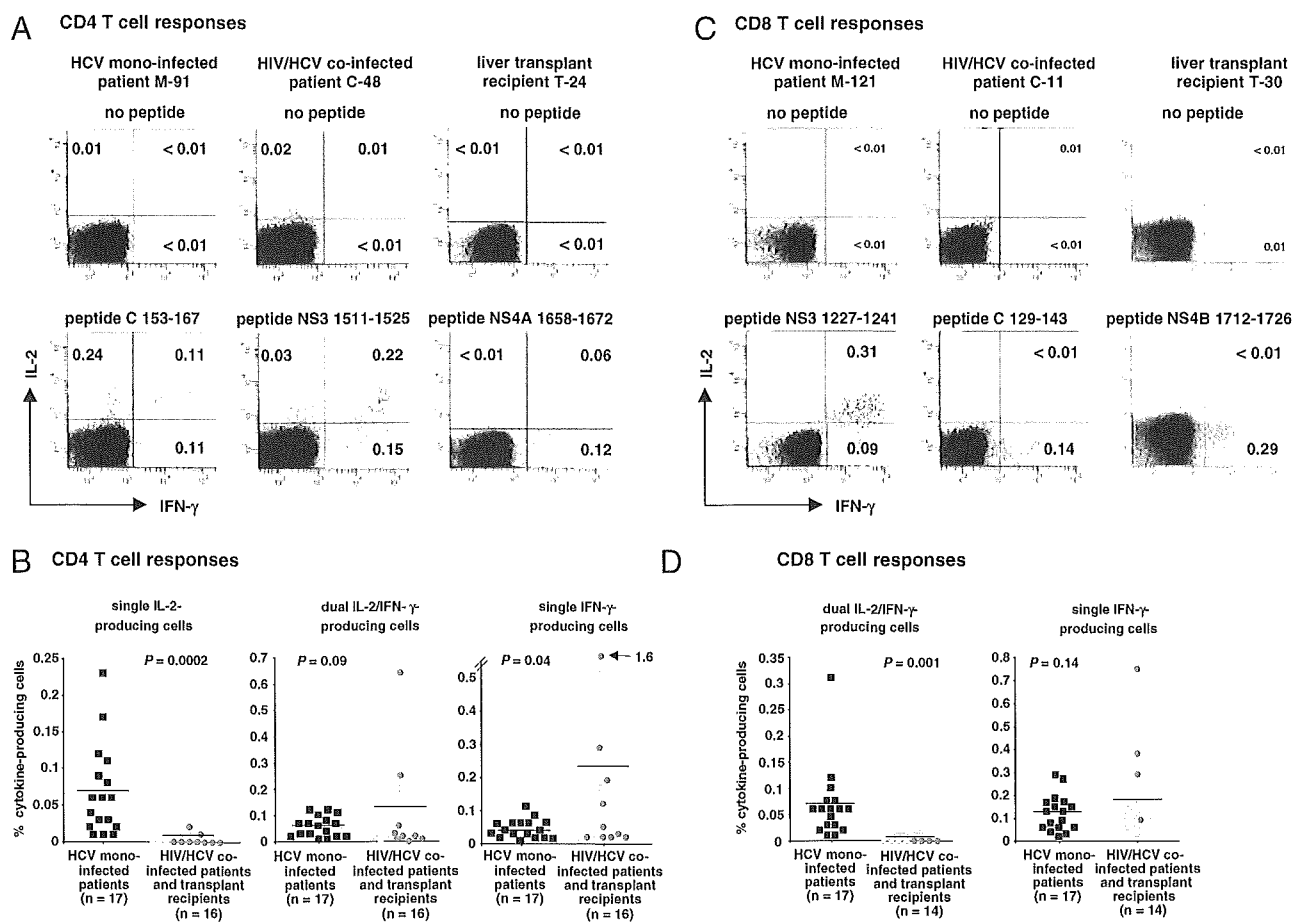 A CD4 T cell responses
HCV mono-infected
patient M-91
HIV/HCV co-infected
patient C-48
liver transplant
recipient T-24
no peptide
no peptide
no peptide
0.01
< 0.01
0.02
0.01
< 0.01
< 0.01
< 0.01
< 0.01
< 0.01
peptide C 153-167
peptide NS3 1511-1525
peptide NS4A 1658-1672
0.24
0.11
0.03
0.22
< 0.01
0.06
0.11
0.15
0.12
IL-2
IFN-γ
C CD8 T cell responses
HCV mono-infected
patient M-121
HIV/HCV co-infected
patient C-11
liver transplant
recipient T-30
no peptide
no peptide
no peptide
< 0.01
0.01
< 0.01
< 0.01
< 0.01
0.01
peptide NS3 1227-1241
peptide C 129-143
peptide NS4B 1712-1726
0.31
< 0.01
< 0.01
0.09
0.14
0.29
IL-2
IFN-γ
B CD4 T cell responses
single IL-2-
producing cells
dual IL-2/IFN-γ-
producing cells
single IFN-γ-
producing cells
P = 0.0002
P = 0.09
P = 0.04
1.6
% cytokine-producing cells
0.25
0.2
0.15
0.1
0.05
0
0.7
0.6
0.5
0.4
0.3
0.2
0.1
0
0.5
0.4
0.3
0.2
0.1
0
HCV mono-
infected
patients
(n = 17)
HIV/HCV co-
infected patients
and transplant
recipients
(n = 16)
HCV mono-
infected
patients
(n = 17)
HIV/HCV co-
infected patients
and transplant
recipients
(n = 16)
HCV mono-
infected
patients
(n = 17)
HIV/HCV co-
infected patients
and transplant
recipients
(n = 16)
D CD8 T cell responses
dual IL-2/IFN-γ-
producing cells
single IFN-γ-
producing cells
P = 0.001
P = 0.14
% cytokine-producing cells
0.35
0.3
0.25
0.2
0.15
0.1
0.05
0
0.8
0.7
0.6
0.5
0.4
0.3
0.2
0.1
0
HCV mono-
infected
patients
(n = 17)
HIV/HCV co-
infected patients
and transplant
recipients
(n = 14)
HCV mono-
infected
patients
(n = 17)
HIV/HCV co-
infected patients
and transplant
recipients
(n = 14)